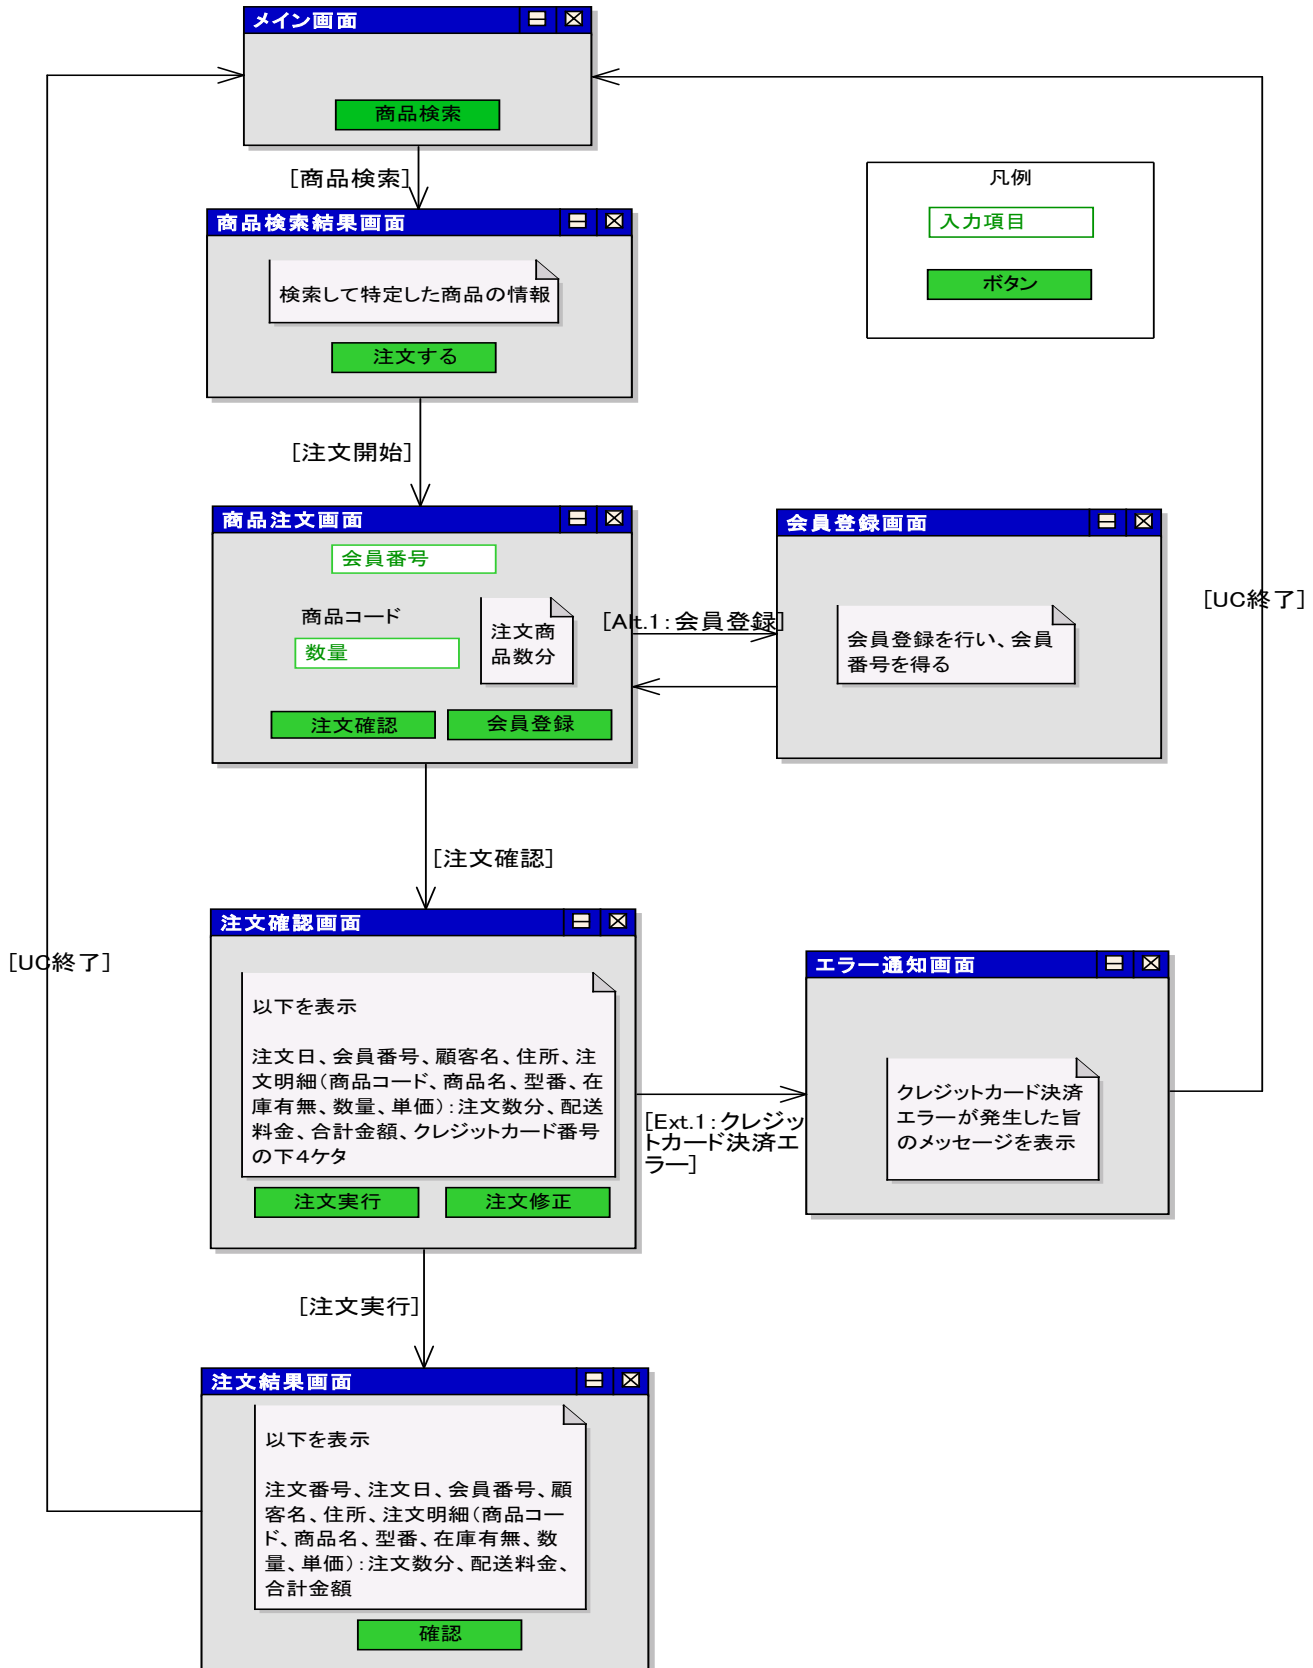 メイン画面
商品検索
[商品検索]
凡例
入力項目
ボタン
商品検索結果画面
検索して特定した商品の情報
注文する
[注文開始]
商品注文画面
会員番号
商品コード
数量
注文商
品数分
注文確認
会員登録
[Alt.1：会員登録]
会員登録画面
会員登録を行い、会員
番号を得る
[UC終了]
[注文確認]
注文確認画面
以下を表示
注文日、会員番号、顧客名、住所、注
文明細（商品コード、商品名、型番、在
庫有無、数量、単価）：注文数分、配送
料金、合計金額、クレジットカード番号
の下４ケタ
注文実行
注文修正
[UC終了]
[Ext.1：クレジッ
トカード決済エ
ラー]
エラー通知画面
クレジットカード決済
エラーが発生した旨
のメッセージを表示
[注文実行]
注文結果画面
以下を表示
注文番号、注文日、会員番号、顧
客名、住所、注文明細（商品コー
ド、商品名、型番、在庫有無、数
量、単価）：注文数分、配送料金、
合計金額
確認